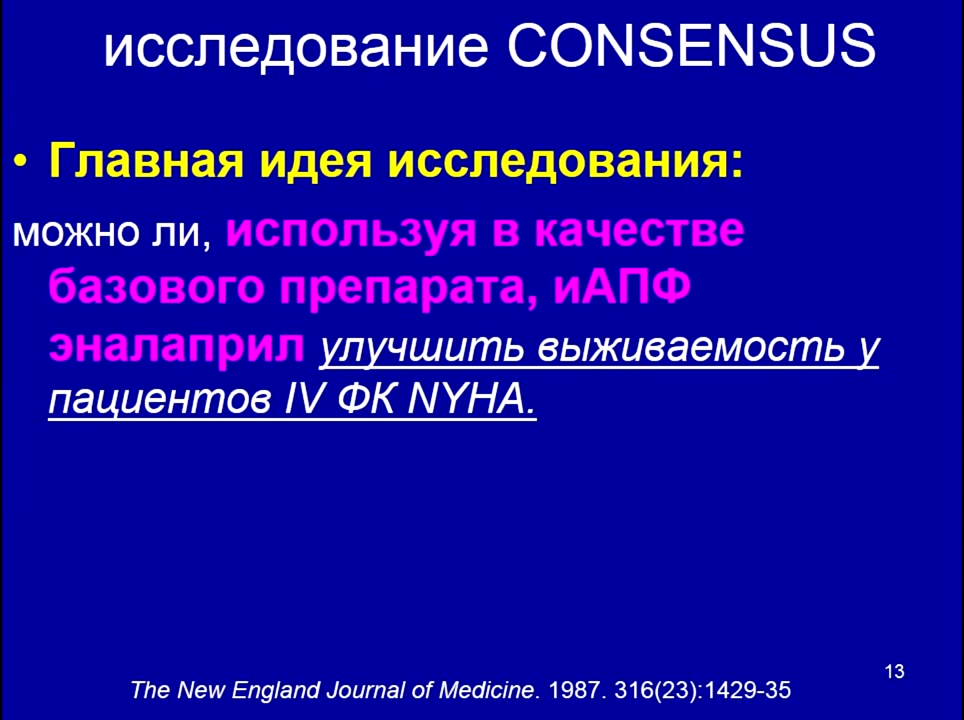 исследование CONSENSUS
• Главная идея исследования:
можно ли, используя в качестве
базового препарата, иАПФ
эналаприл улучшить выживаемость у
пациентов IV ФК NYHA.
13
The New England Journal of Medicine. 1987. 316(23):1429-35